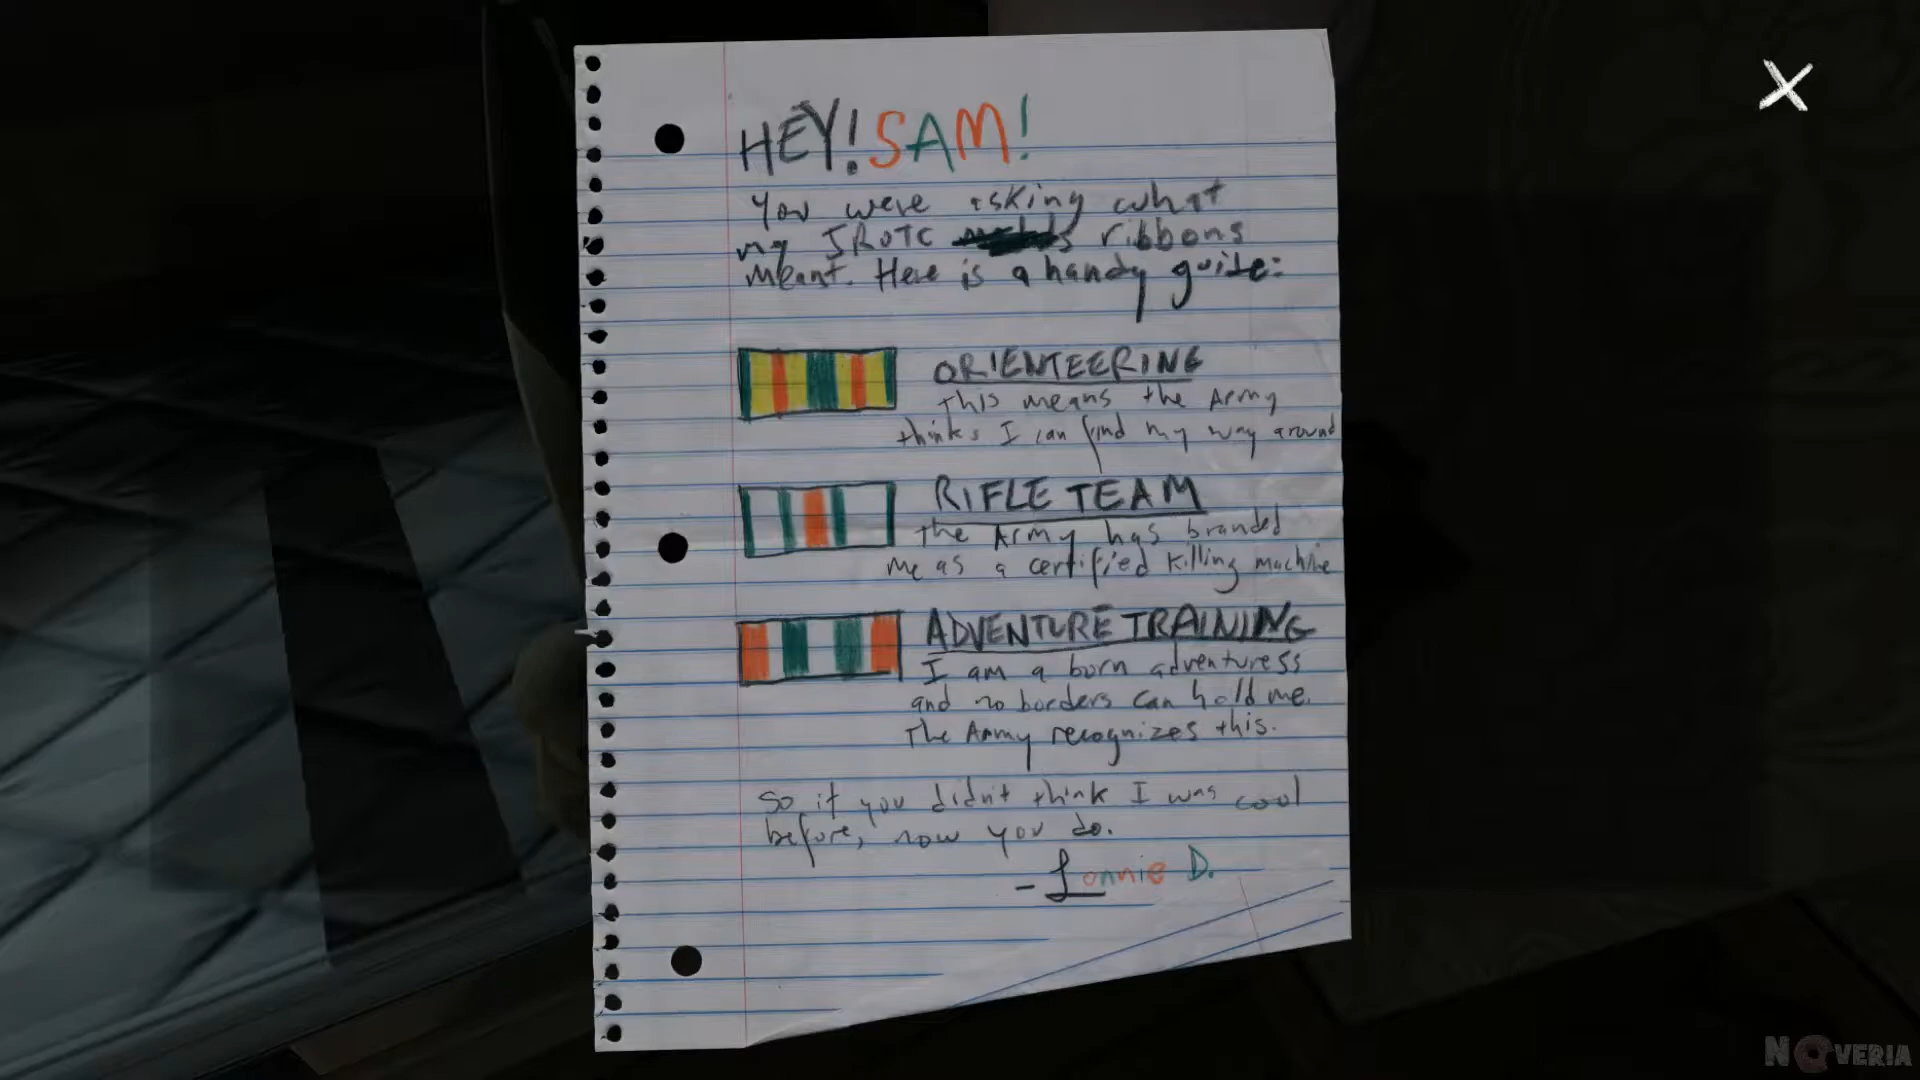 HEY! SAM!
You were asking what
my JROTC ribbons
meant. Here is a handy guide:
ORIENTEERING
This means the Army
thinks I can find my way around
RIFLE TEAM
the Army has branded
me as a certified killing machine
ADVENTURE TRAINING
I am a born adventuress
and no borders can hold me.
The Army recognizes this.
So if you didn't think I was cool
before, now you do.
- Lonnie D.
NOVERIA